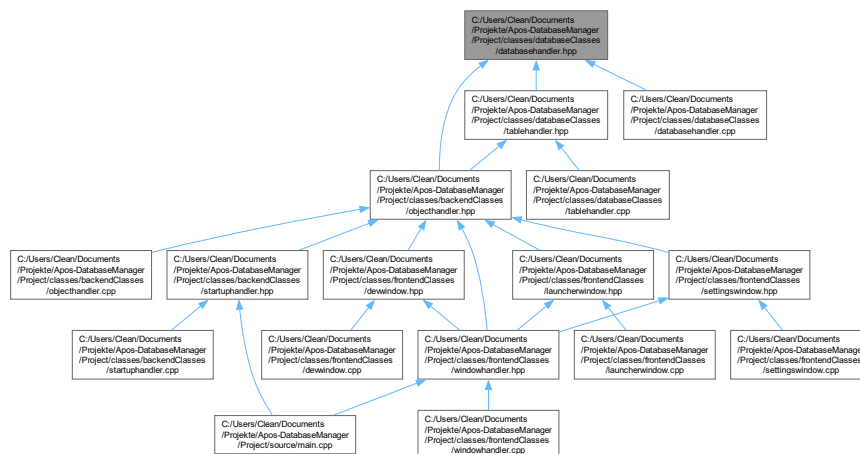 C:/Users/Clean/Documents
/Projekte/Apos-DatabaseManager
/Project/classes/databaseClasses
/databasehandler.hpp
C:/Users/Clean/Documents
/Projekte/Apos-DatabaseManager
/Project/classes/databaseClasses
/tablehandler.hpp
C:/Users/Clean/Documents
/Projekte/Apos-DatabaseManager
/Project/classes/databaseClasses
/databasehandler.cpp
C:/Users/Clean/Documents
/Projekte/Apos-DatabaseManager
/Project/classes/backendClasses
/objecthandler.hpp
C:/Users/Clean/Documents
/Projekte/Apos-DatabaseManager
/Project/classes/databaseClasses
/tablehandler.cpp
C:/Users/Clean/Documents
/Projekte/Apos-DatabaseManager
/Project/classes/backendClasses
/objecthandler.cpp
C:/Users/Clean/Documents
/Projekte/Apos-DatabaseManager
/Project/classes/backendClasses
/startuphandler.hpp
C:/Users/Clean/Documents
/Projekte/Apos-DatabaseManager
/Project/classes/frontendClasses
/devwindow.hpp
C:/Users/Clean/Documents
/Projekte/Apos-DatabaseManager
/Project/classes/frontendClasses
/launcherwindow.hpp
C:/Users/Clean/Documents
/Projekte/Apos-DatabaseManager
/Project/classes/frontendClasses
/settingswindow.hpp
C:/Users/Clean/Documents
/Projekte/Apos-DatabaseManager
/Project/classes/backendClasses
/startuphandler.cpp
C:/Users/Clean/Documents
/Projekte/Apos-DatabaseManager
/Project/classes/frontendClasses
/devwindow.cpp
C:/Users/Clean/Documents
/Projekte/Apos-DatabaseManager
/Project/classes/frontendClasses
/windowhandler.hpp
C:/Users/Clean/Documents
/Projekte/Apos-DatabaseManager
/Project/classes/frontendClasses
/launcherwindow.cpp
C:/Users/Clean/Documents
/Projekte/Apos-DatabaseManager
/Project/classes/frontendClasses
/settingswindow.cpp
C:/Users/Clean/Documents
/Projekte/Apos-DatabaseManager
/Project/source/main.cpp
C:/Users/Clean/Documents
/Projekte/Apos-DatabaseManager
/Project/classes/frontendClasses
/windowhandler.cpp